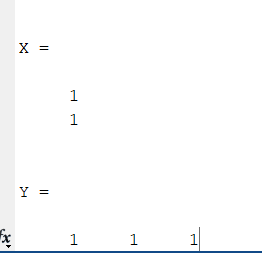 X =
1
1
Y =
fx 1 1 1